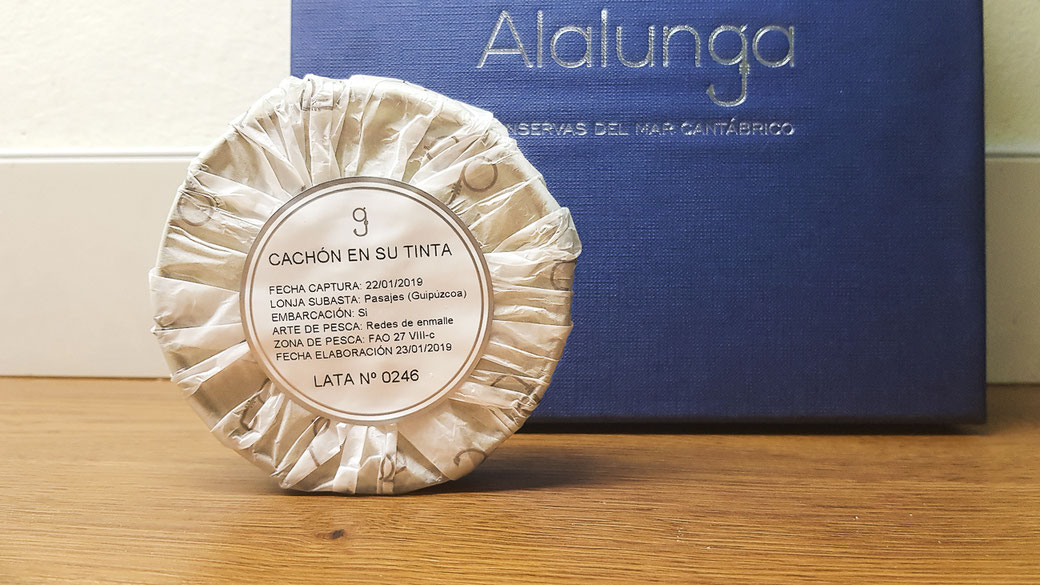 Alalunga
NSERVAS DEL MAR CANTÁBRICO
g
CACHÓN EN SU TINTA
FECHA CAPTURA: 22/01/2019
LONJA SUBASTA: Pasajes (Guipúzcoa)
EMBARCACIÓN: Si
ARTE DE PESCA: Redes de enmalle
ZONA DE PESCA: FAO 27 VIII-c
FECHA ELABORACIÓN 23/01/2019
LATA Nº 0246